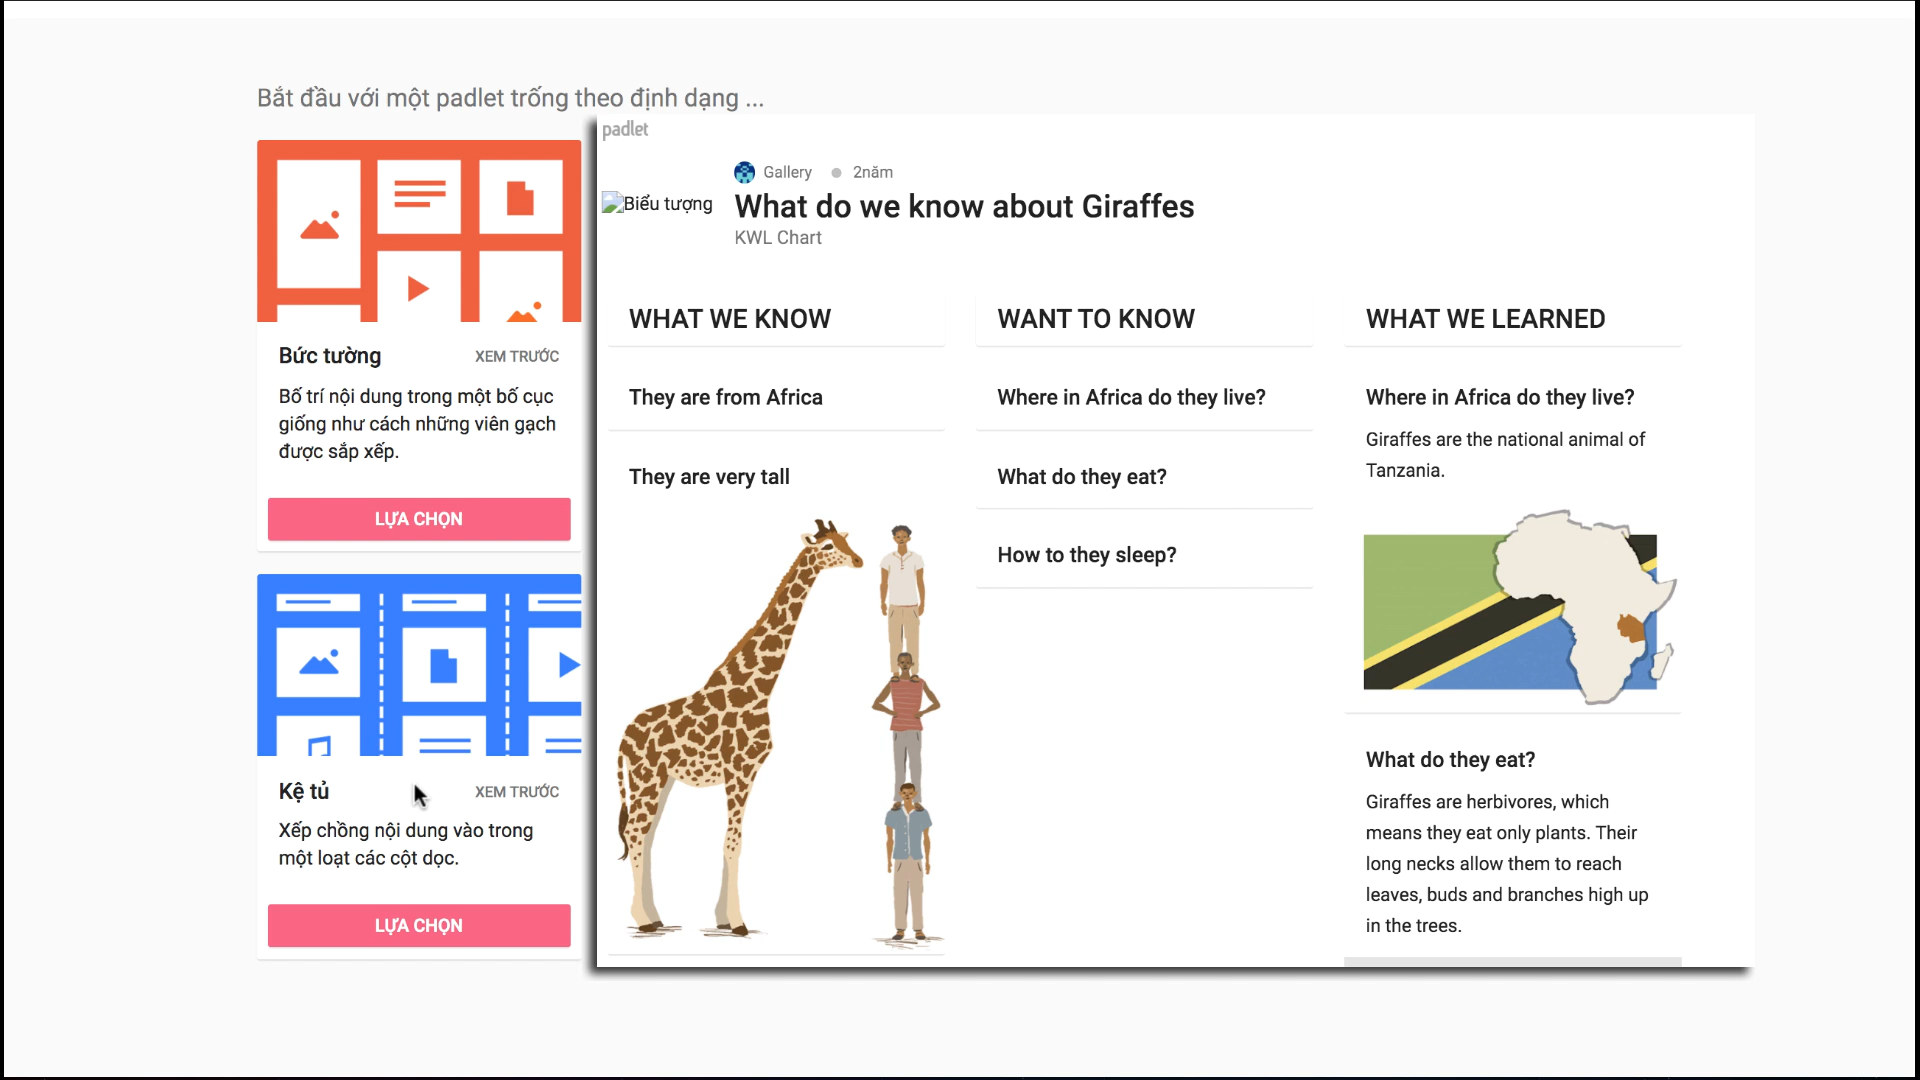 Bắt đầu với một padlet trống theo định dạng ...
Bức tường
XEM TRƯỚC
Bố trí nội dung trong một bố cục
giống như cách những viên gạch
được sắp xếp.
LỰA CHỌN
Kệ tủ
XEM TRƯỚC
Xếp chồng nội dung vào trong
một loạt các cột dọc.
LỰA CHỌN
padlet
Gallery
2năm
Biểu tượng
What do we know about Giraffes
KWL Chart
WHAT WE KNOW
They are from Africa
They are very tall
WANT TO KNOW
Where in Africa do they live?
What do they eat?
How to they sleep?
WHAT WE LEARNED
Where in Africa do they live?
Giraffes are the national animal of
Tanzania.
What do they eat?
Giraffes are herbivores, which
means they eat only plants. Their
long necks allow them to reach
leaves, buds and branches high up
in the trees.